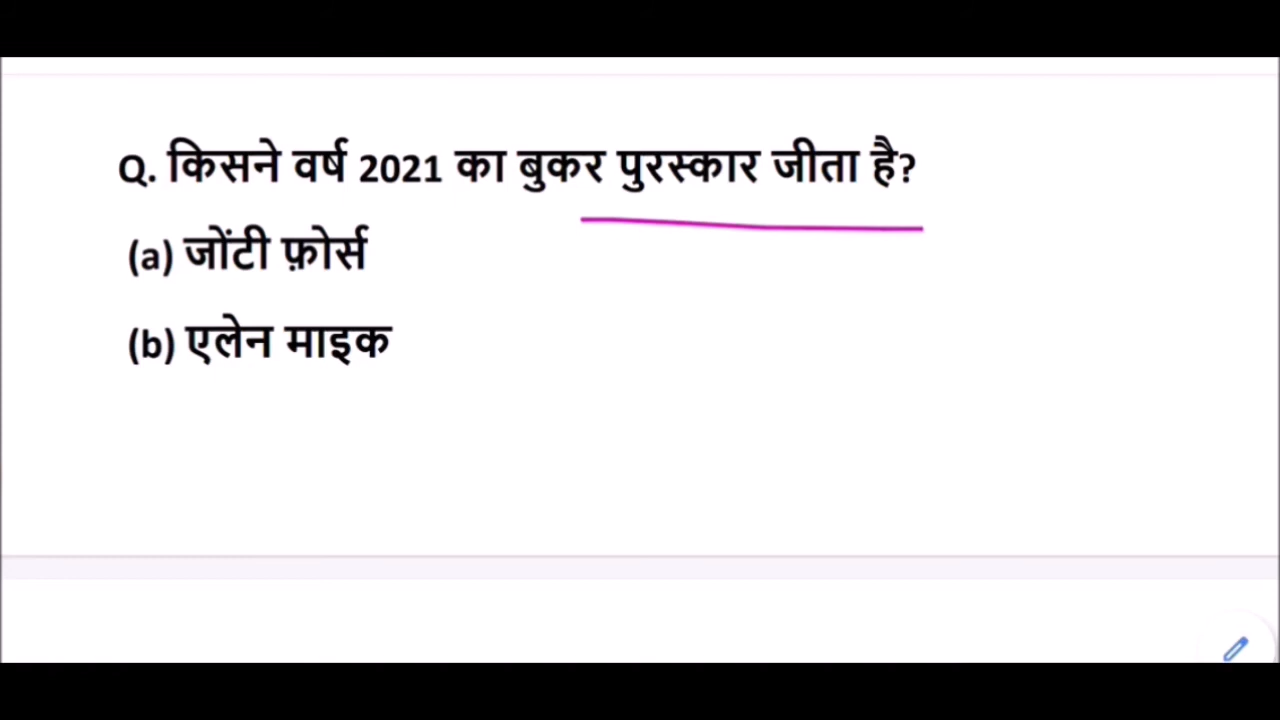 Q. किसने वर्ष 2021 का बुकर पुरस्कार जीता है?
(a) जोंटी फ़ोर्स
(b) एलेन माइक